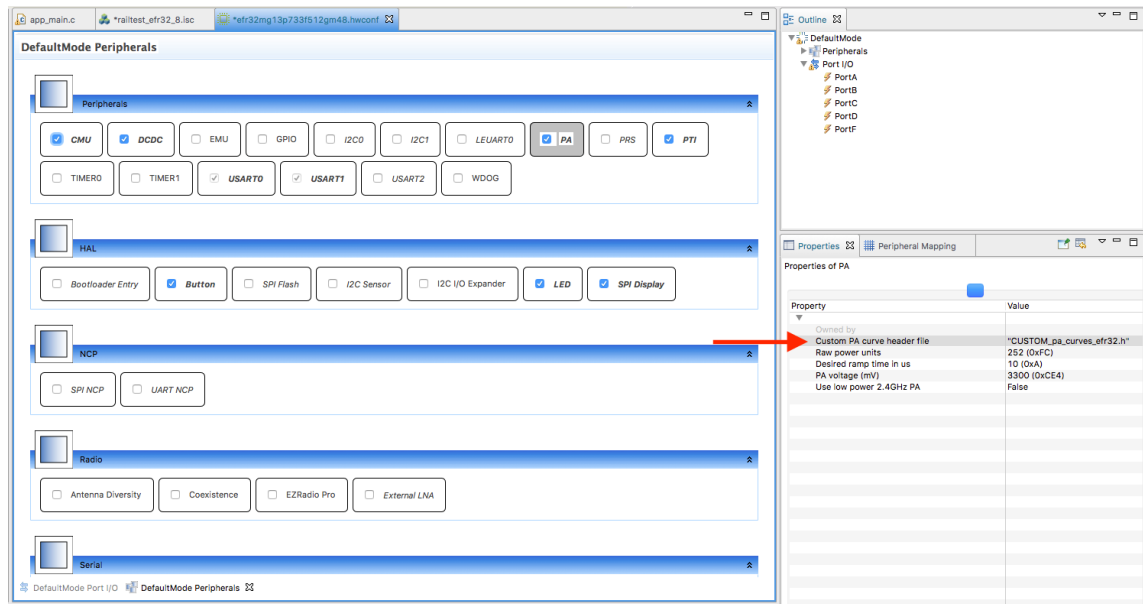 app_main.c *railtest_efr32_8.isc *efr32mg13p733f512gm48.hwconf
DefaultMode Peripherals
Peripherals
CMU DCDC EMU GPIO I2C0 I2C1 LEUART0 PA PRS PTI
TIMER0 TIMER1 USART0 USART1 USART2 WDOG
HAL
Bootloader Entry Button SPI Flash I2C Sensor I2C I/O Expander LED SPI Display
NCP
SPI NCP UART NCP
Radio
Antenna Diversity Coexistence EZRadio Pro External LNA
Serial
DefaultMode Port I/O DefaultMode Peripherals
Outline
DefaultMode
Peripherals
Port I/O
PortA
PortB
PortC
PortD
PortF
Properties Peripheral Mapping
Properties of PA
Property Value
Owned by
Custom PA curve header file "CUSTOM_pa_curves_efr32.h"
Raw power units 252 (0xFC)
Desired ramp time in us 10 (0xA)
PA voltage (mV) 3300 (0xCE4)
Use low power 2.4GHz PA False